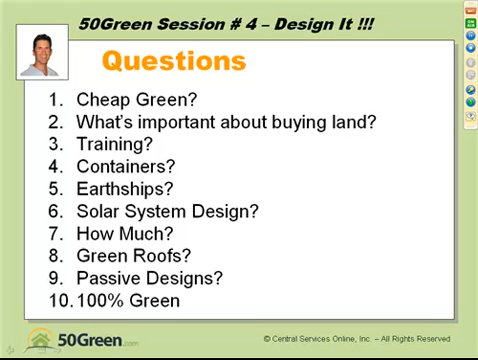 50Green Session # 4 – Design It !!!
Questions
1. Cheap Green?
2. What's important about buying land?
3. Training?
4. Containers?
5. Earthships?
6. Solar System Design?
7. How Much?
8. Green Roofs?
9. Passive Designs?
10. 100% Green
50Green.com
© Central Services Online, Inc. – All Rights Reserved